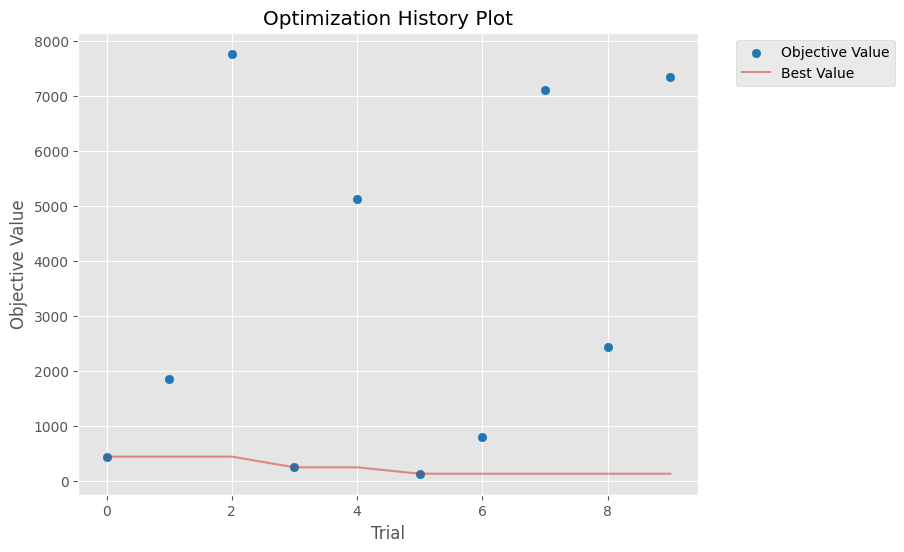 Optimization History Plot
Objective Value
Best Value
8000
7000
6000
5000
4000
3000
2000
1000
0
Objective Value
0 2 4 6 8
Trial